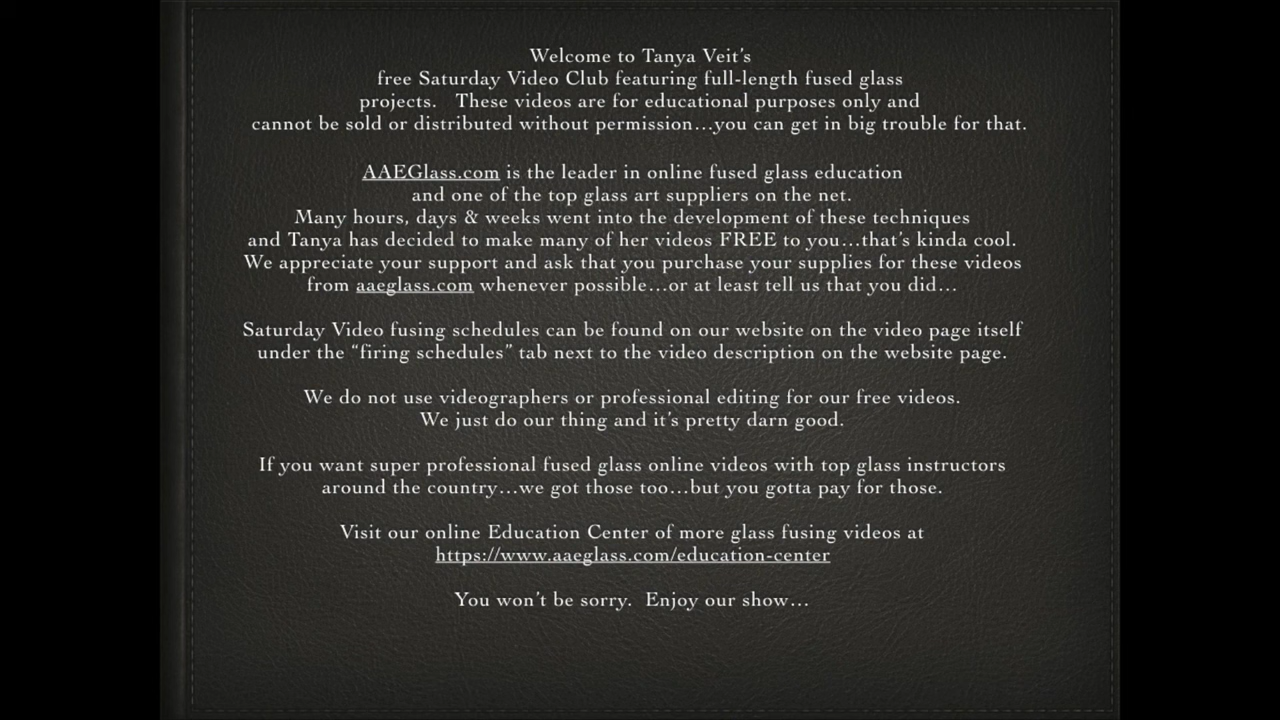 Welcome to Tanya Veit's
free Saturday Video Club featuring full-length fused glass
projects.   These videos are for educational purposes only and
cannot be sold or distributed without permission…you can get in big trouble for that.
AAEGlass.com is the leader in online fused glass education
and one of the top glass art suppliers on the net.
Many hours, days & weeks went into the development of these techniques
and Tanya has decided to make many of her videos FREE to you…that's kinda cool.
We appreciate your support and ask that you purchase your supplies for these videos
from aaeglass.com whenever possible…or at least tell us that you did…
Saturday Video fusing schedules can be found on our website on the video page itself
under the “firing schedules” tab next to the video description on the website page.
We do not use videographers or professional editing for our free videos.
We just do our thing and it's pretty darn good.
If you want super professional fused glass online videos with top glass instructors
around the country…we got those too…but you gotta pay for those.
Visit our online Education Center of more glass fusing videos at
https://www.aaeglass.com/education-center
You won't be sorry.  Enjoy our show…